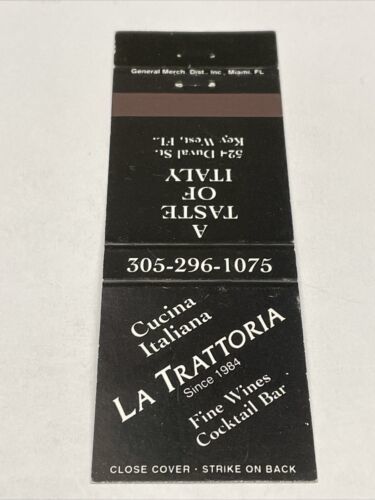 General Merch. Dist., Inc., Miami, FL
A
TASTE
OF
ITALY
524 Duval St.
Key West, FL.
305-296-1075
Cucina
Italiana
LA TRATTORIA
Since 1984
Fine Wines
Cocktail Bar
CLOSE COVER · STRIKE ON BACK